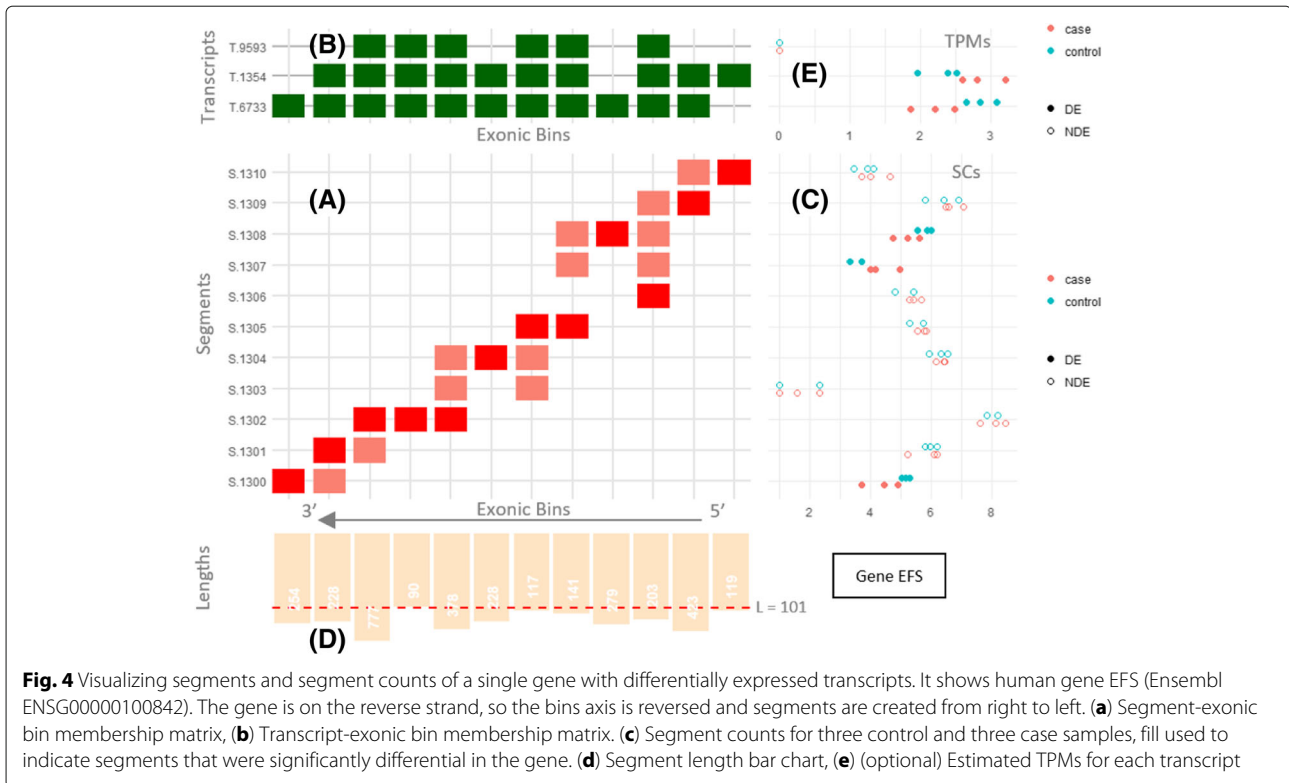 (B)
Transcripts
T.9593
T.1354
T.6733
Exonic Bins
(E)
TPMs
0
1
2
3
case
control
DE
NDE
(A)
Segments
S.1310
S.1309
S.1308
S.1307
S.1306
S.1305
S.1304
S.1303
S.1302
S.1301
S.1300
3’
Exonic Bins
5’
(C)
SCs
2
4
6
8
case
control
DE
NDE
Lengths
228
90
378
228
117
141
279
203
423
119
L = 101
(D)
Gene EFS
Fig. 4 Visualizing segments and segment counts of a single gene with differentially expressed transcripts. It shows human gene EFS (Ensembl
ENSG00000100842). The gene is on the reverse strand, so the bins axis is reversed and segments are created from right to left. (a) Segment-exonic
bin membership matrix, (b) Transcript-exonic bin membership matrix. (c) Segment counts for three control and three case samples, fill used to
indicate segments that were significantly differential in the gene. (d) Segment length bar chart, (e) (optional) Estimated TPMs for each transcript